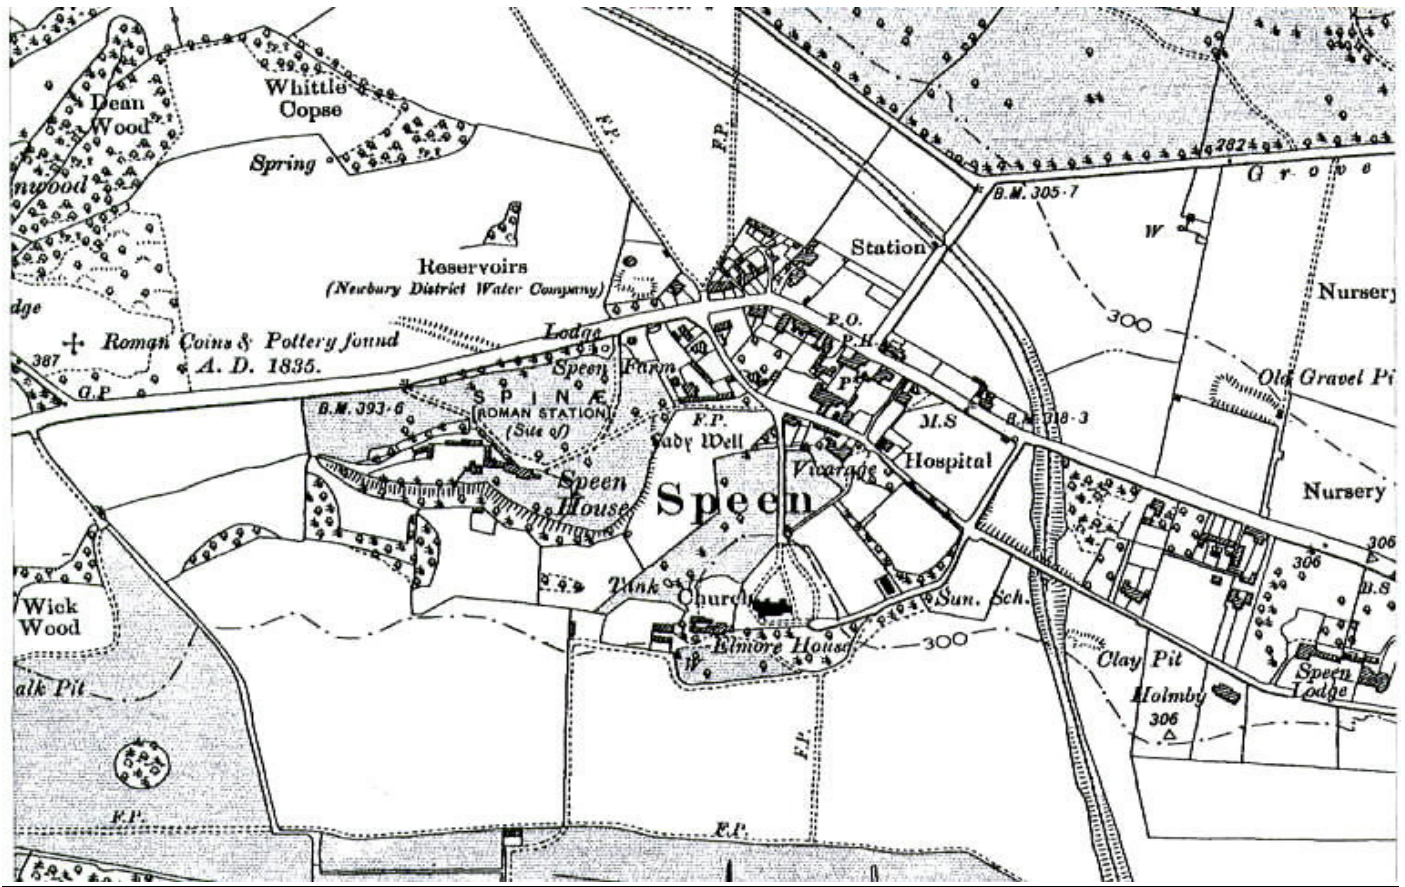 Dean
Wood
Whittle
Copse
F.P.
F.P.
282
Grove
Spring
nwood
B.M. 305·7
W
Station
Reservoirs
(Newbury District Water Company)
Nursery
300
dge
Roman Coins & Pottery found
A. D. 1835.
Lodge
P.O.
P.H.
387
G.P
Speen Farm
Old Gravel Pi
SPINÆ
(ROMAN STATION)
(Site of)
B.M. 393·6
P
F.P.
M.S
B.M. 318·3
Lady Well
Vicarage
Hospital
Speen
House
Speen
Nursery
306
306
B.S
Tank
Church
Sun. Sch.
Wick
Wood
Elmore House
W
300
Clay Pit
alk Pit
Speen
Lodge
Holmby
306
F.P.
F.P.
F.P.